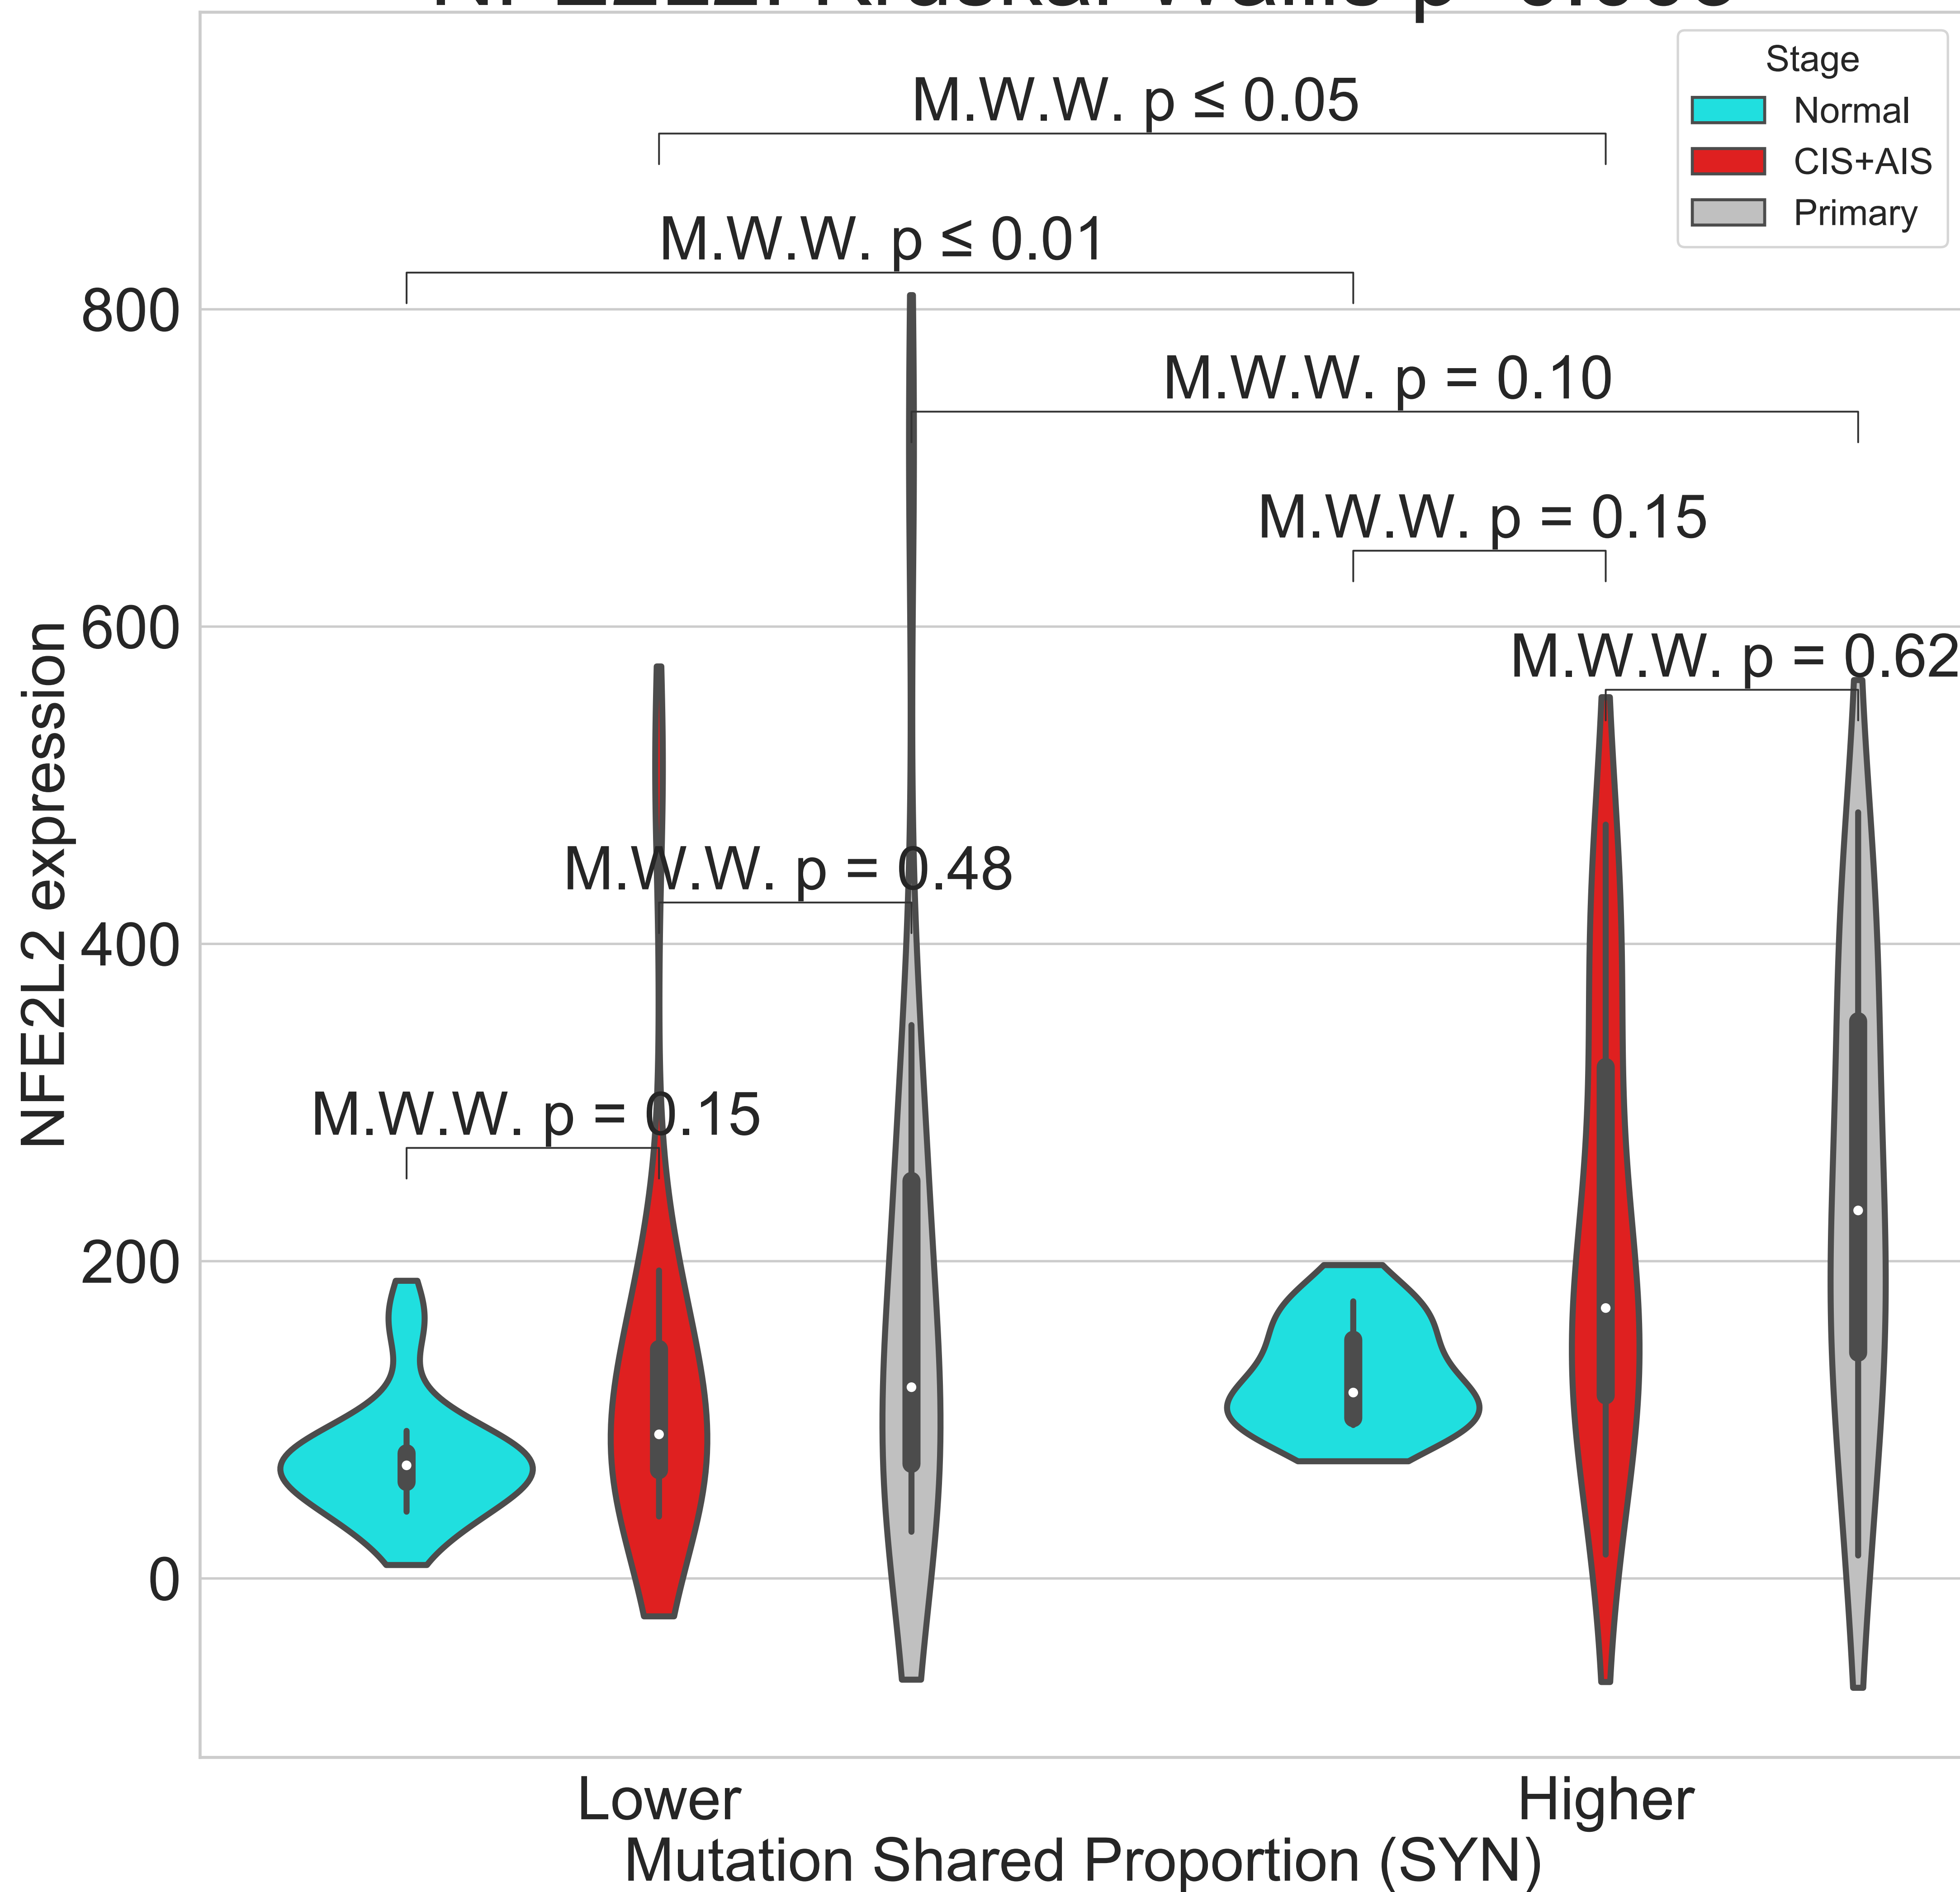 Stage
Normal
CIS+AIS
Primary
M.W.W. p ≤ 0.05
M.W.W. p ≤ 0.01
M.W.W. p = 0.10
M.W.W. p = 0.15
M.W.W. p = 0.62
M.W.W. p = 0.48
M.W.W. p = 0.15
800
600
400
200
0
NFE2L2 expression
Lower
Higher
Mutation Shared Proportion (SYN)